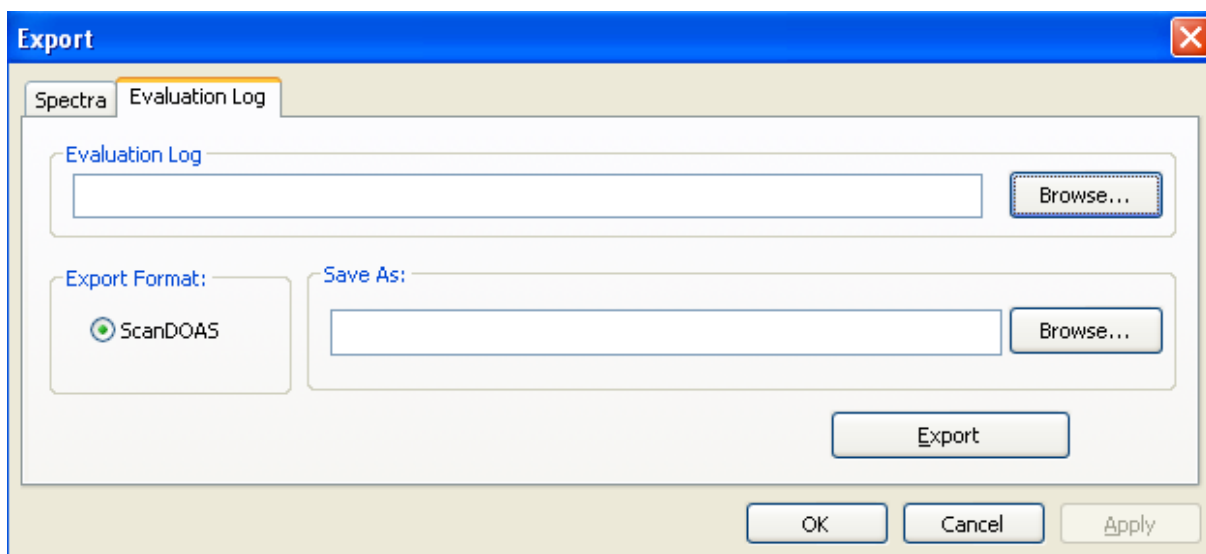 Export
Spectra
Evaluation Log
Evaluation Log
Browse...
Export Format:
ScanDOAS
Save As:
Browse...
Export
OK
Cancel
Apply